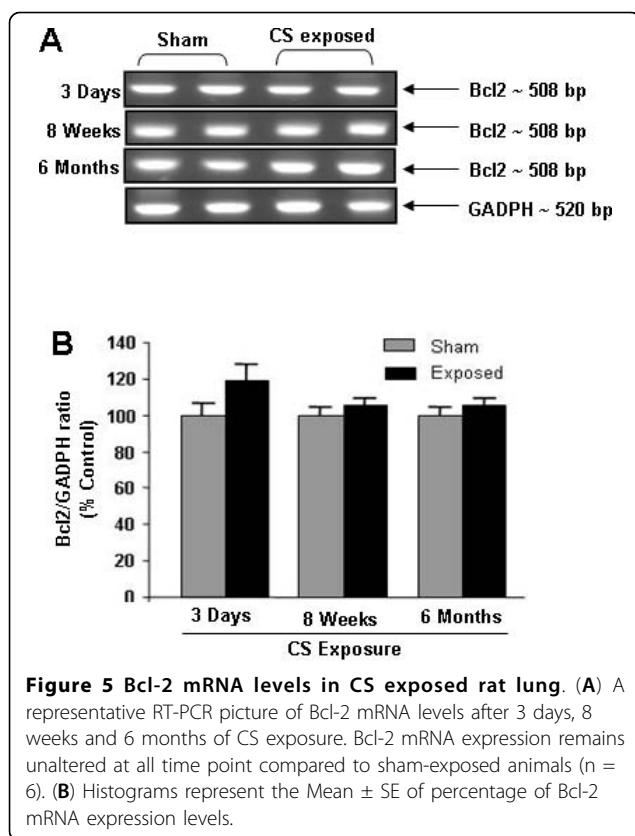 A
Sham CS exposed
3 Days Bcl2 ~ 508 bp
8 Weeks Bcl2 ~ 508 bp
6 Months Bcl2 ~ 508 bp
GADPH ~ 520 bp
B
Bcl2/GADPH ratio
(% Control)
140
120
100
80
60
40
20
0
Sham
Exposed
3 Days 8 Weeks 6 Months
CS Exposure
Figure 5 Bcl-2 mRNA levels in CS exposed rat lung. (A) A
representative RT-PCR picture of Bcl-2 mRNA levels after 3 days, 8
weeks and 6 months of CS exposure. Bcl-2 mRNA expression remains
unaltered at all time point compared to sham-exposed animals (n =
6). (B) Histograms represent the Mean ± SE of percentage of Bcl-2
mRNA expression levels.